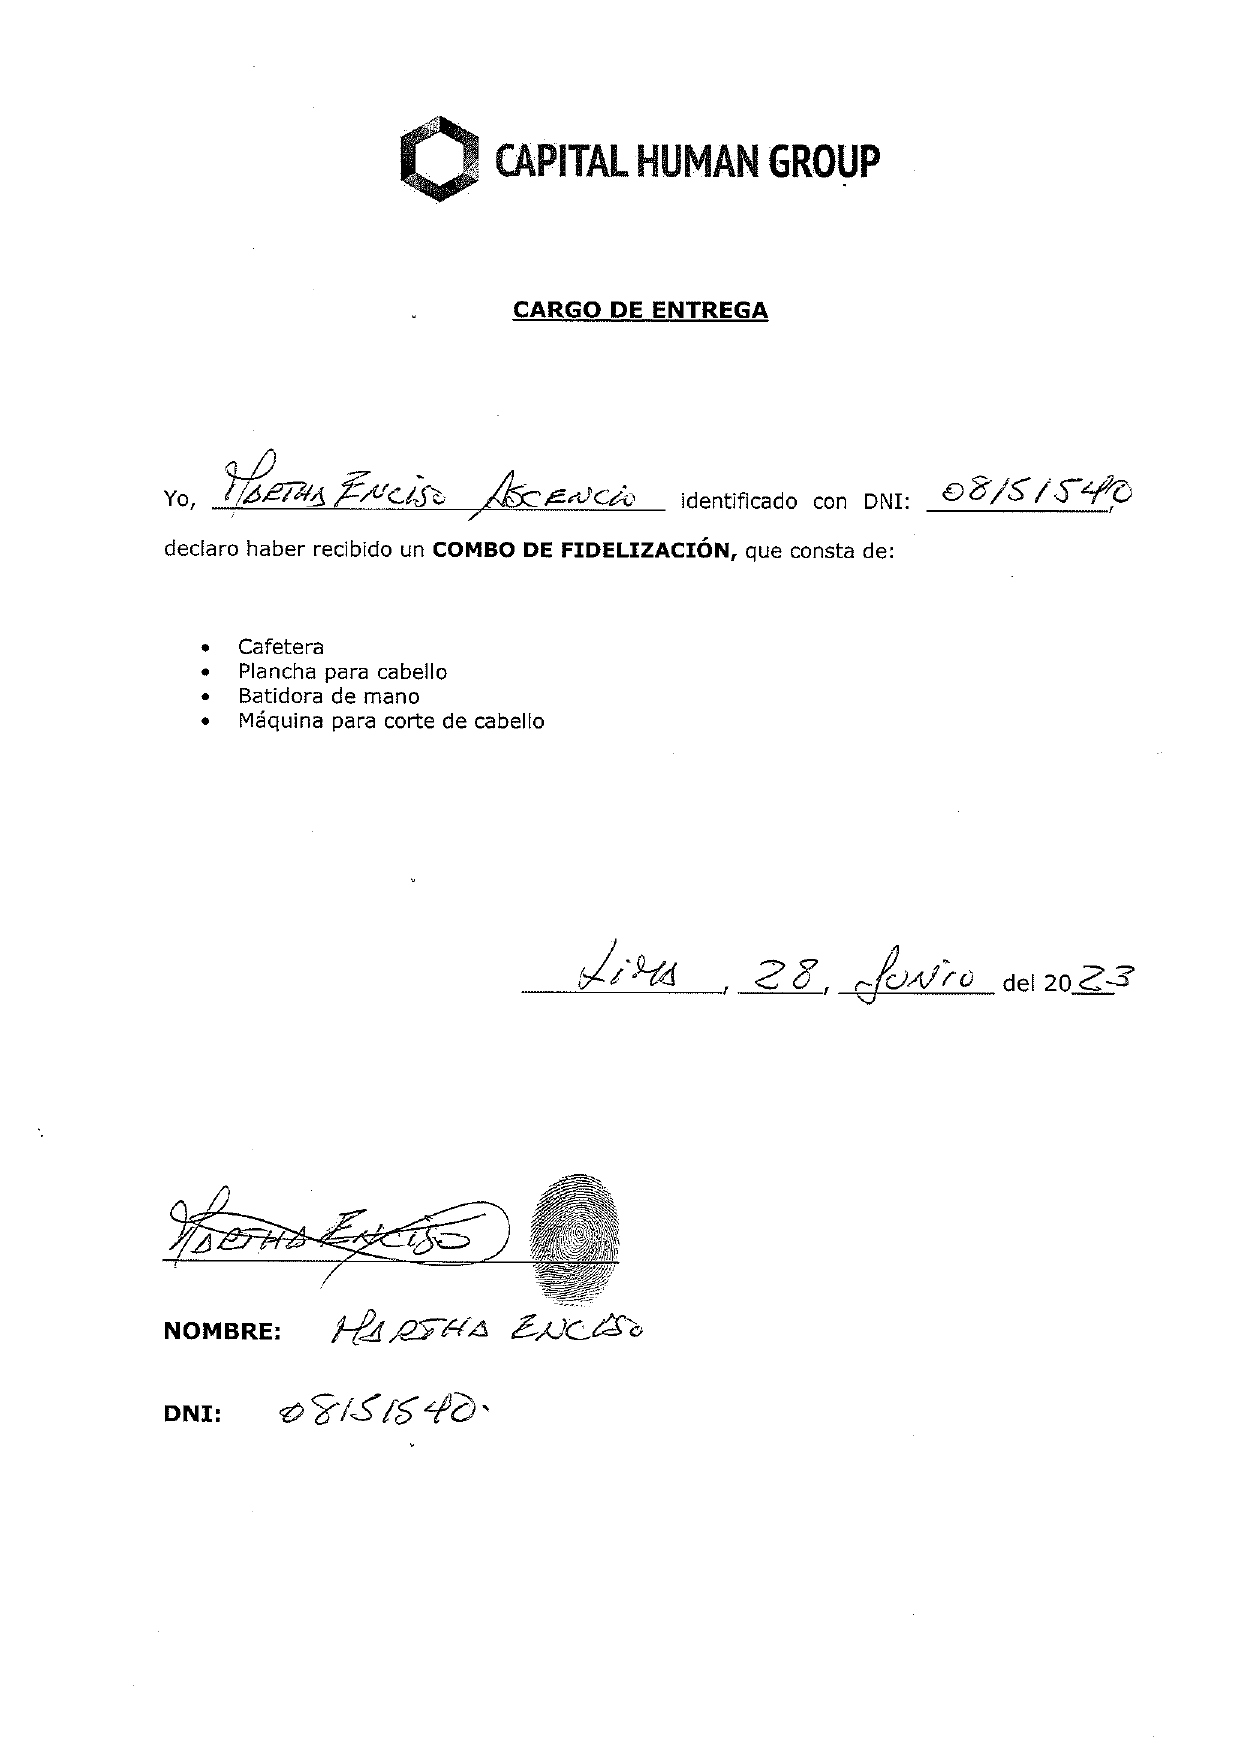 CAPITAL HUMAN GROUP
CARGO DE ENTREGA
Yo, Martha Enciso Ascencio identificado con DNI: 08151540,
declaro haber recibido un COMBO DE FIDELIZACIÓN, que consta de:
• Cafetera
• Plancha para cabello
• Batidora de mano
• Máquina para corte de cabello
Lima, 28, Junio del 2023
Martha Enciso
NOMBRE: Martha Enciso
DNI: 08151540.